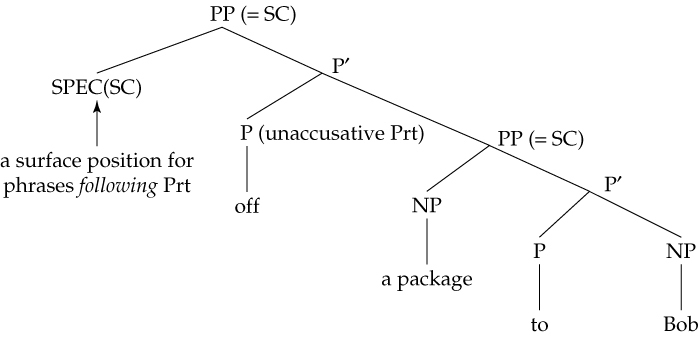 PP (= SC)
SPEC(SC)
P′
a surface position for
phrases following Prt
P (unaccusative Prt)
off
PP (= SC)
NP
a package
P′
P
to
NP
Bob